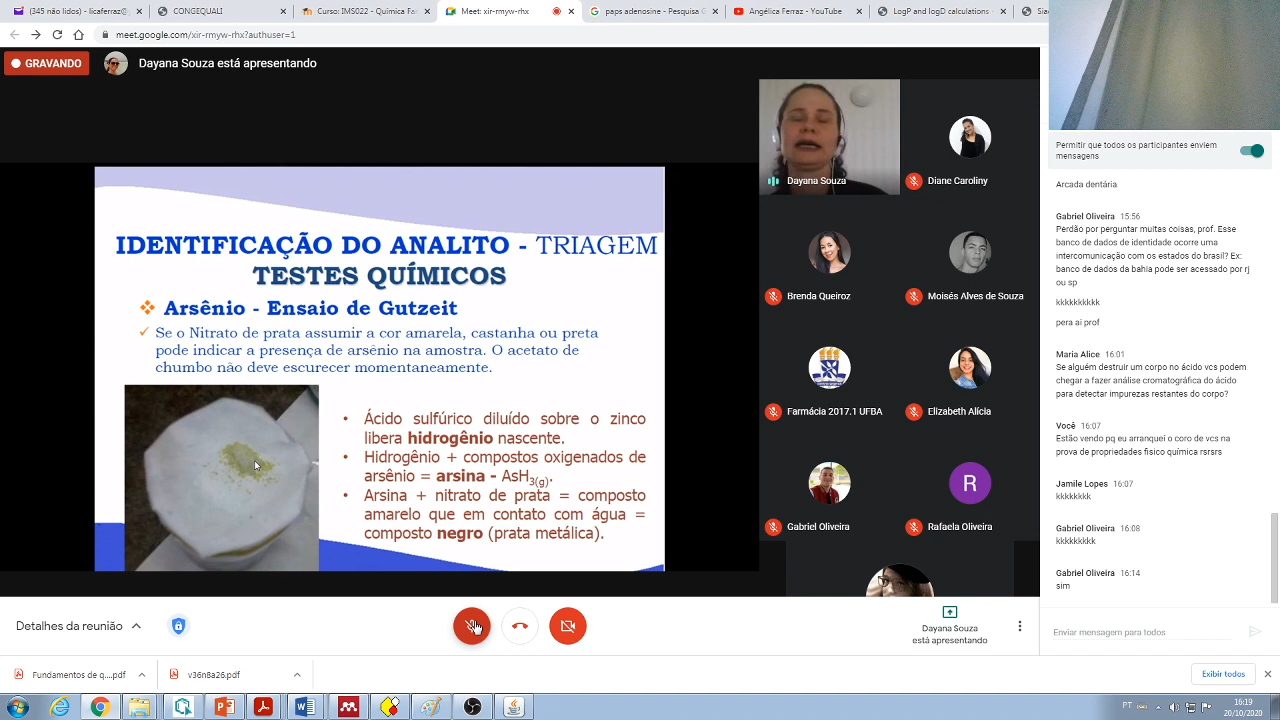 (345 não lidos) - licaferraz@g
CONGEQUALI
Curso: IMS022 - Química Fa
Meet: xir-rmyw-rhx
paps adenosine - Pesquisa G
Angélica Ferraz - YouTube
LogP and logD calculations
meet.google.com/xir-rmyw-rhx?authuser=1
GRAVANDO
Dayana Souza está apresentando
IDENTIFICAÇÃO DO ANALITO - TRIAGEM
TESTES QUÍMICOS
Arsênio - Ensaio de Gutzeit
Se o Nitrato de prata assumir a cor amarela, castanha ou preta
pode indicar a presença de arsênio na amostra. O acetato de
chumbo não deve escurecer momentaneamente.
• Ácido sulfúrico diluído sobre o zinco
libera hidrogênio nascente.
• Hidrogênio + compostos oxigenados de
arsênio = arsina - AsH3(g).
• Arsina + nitrato de prata = composto
amarelo que em contato com água =
composto negro (prata metálica).
Dayana Souza
Diane Caroliny
Brenda Queiroz
Moisés Alves de Souza
Farmácia 2017.1 UFBA
Elizabeth Alícia
Gabriel Oliveira
R
Rafaela Oliveira
Permitir que todos os participantes enviem
mensagens
Arcada dentária
Gabriel Oliveira 15:56
Perdão por perguntar muitas coisas, prof. Esse
banco de dados de identidade ocorre uma
intercomunicação com os estados do brasil? Ex:
banco de dados da bahia pode ser acessado por rj
ou sp
kkkkkkkkkk
pera ai prof
Maria Alice 16:01
Se alguém destruir um corpo no ácido vcs podem
chegar a fazer análise cromatográfica do ácido
para detectar impurezas restantes do corpo?
Você 16:07
Estão vendo pq eu arranquei o coro de vcs na
prova de propriedades físico química rsrsrs
Jamile Lopes 16:07
kkkkkkkk
Gabriel Oliveira 16:08
kkkkkkkkk
Gabriel Oliveira 16:14
sim
Enviar mensagem para todos
Detalhes da reunião
Dayana Souza
está apresentando
Fundamentos de q....pdf
v36n8a26.pdf
Exibir todos
PT
16:19
20/10/2020